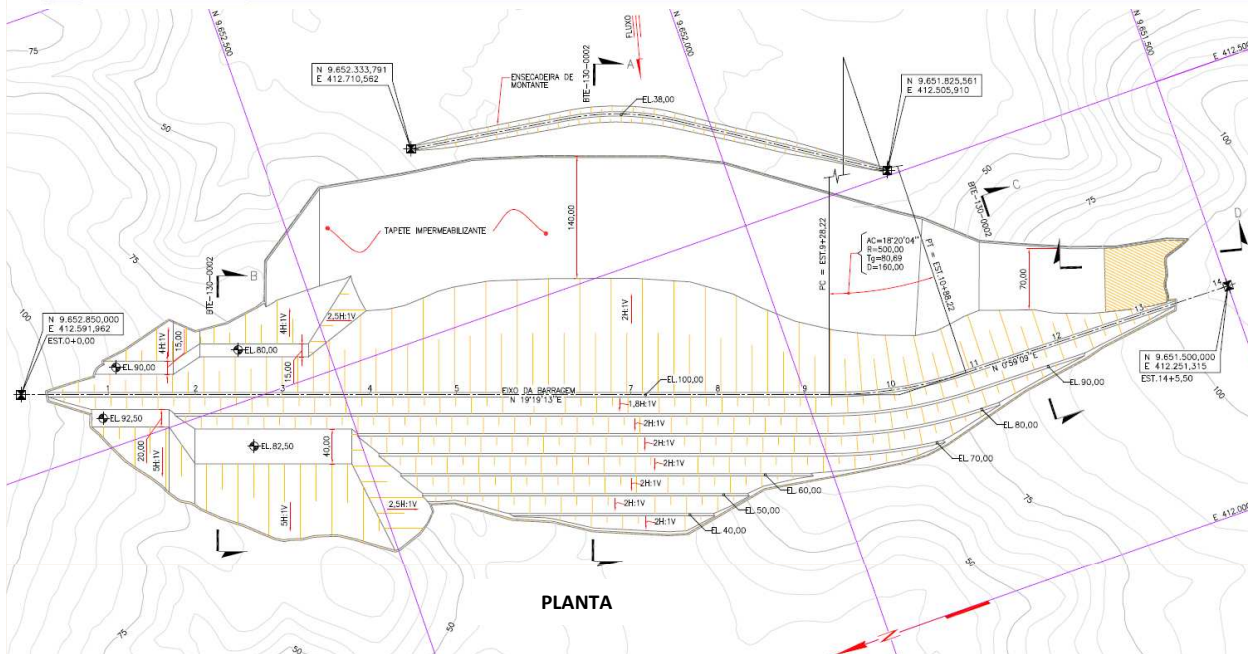 75
N 9.652.500
N 9.652.000
N 9.651.500
E 412.500
FLUXO
BTE-130-0002
A
ENSECADEIRA DE
MONTANTE
EL.38,00
N 9.652.333,791
E 412.710,562
N 9.651.825,561
E 412.505,910
50
50
100
75
BTE-130-0002
C
D
140,00
TAPETE IMPERMEABILIZANTE
PC = EST.9+28,22
PT = EST.10+88,22
AC=18°20'04''
R=500,00
Tg=80,69
D=160,00
70,00
BTE-130-0002
B
100
N 9.652.850,000
E 412.591,962
EST.0+0,00
4H:1V
15,00
4H:1V
2,5H:1V
2H:1V
EL.80,00
EL.90,00
15,00
14
13
12
11
N 0°59'09''E
N 9.651.500,000
E 412.251,315
EST.14+5,50
100
1
2
3
4
EIXO DA BARRAGEM
N 19°19'13''E
7
EL.100,00
9
10
EL.90,00
1,8H:1V
EL.92,50
20,00
5H:1V
EL.82,50
40,00
2H:1V
2H:1V
2H:1V
2H:1V
2H:1V
2H:1V
EL.80,00
EL.70,00
EL.60,00
EL.50,00
EL.40,00
5H:1V
2,5H:1V
75
E 412.000
50
75
50
50
PLANTA
N